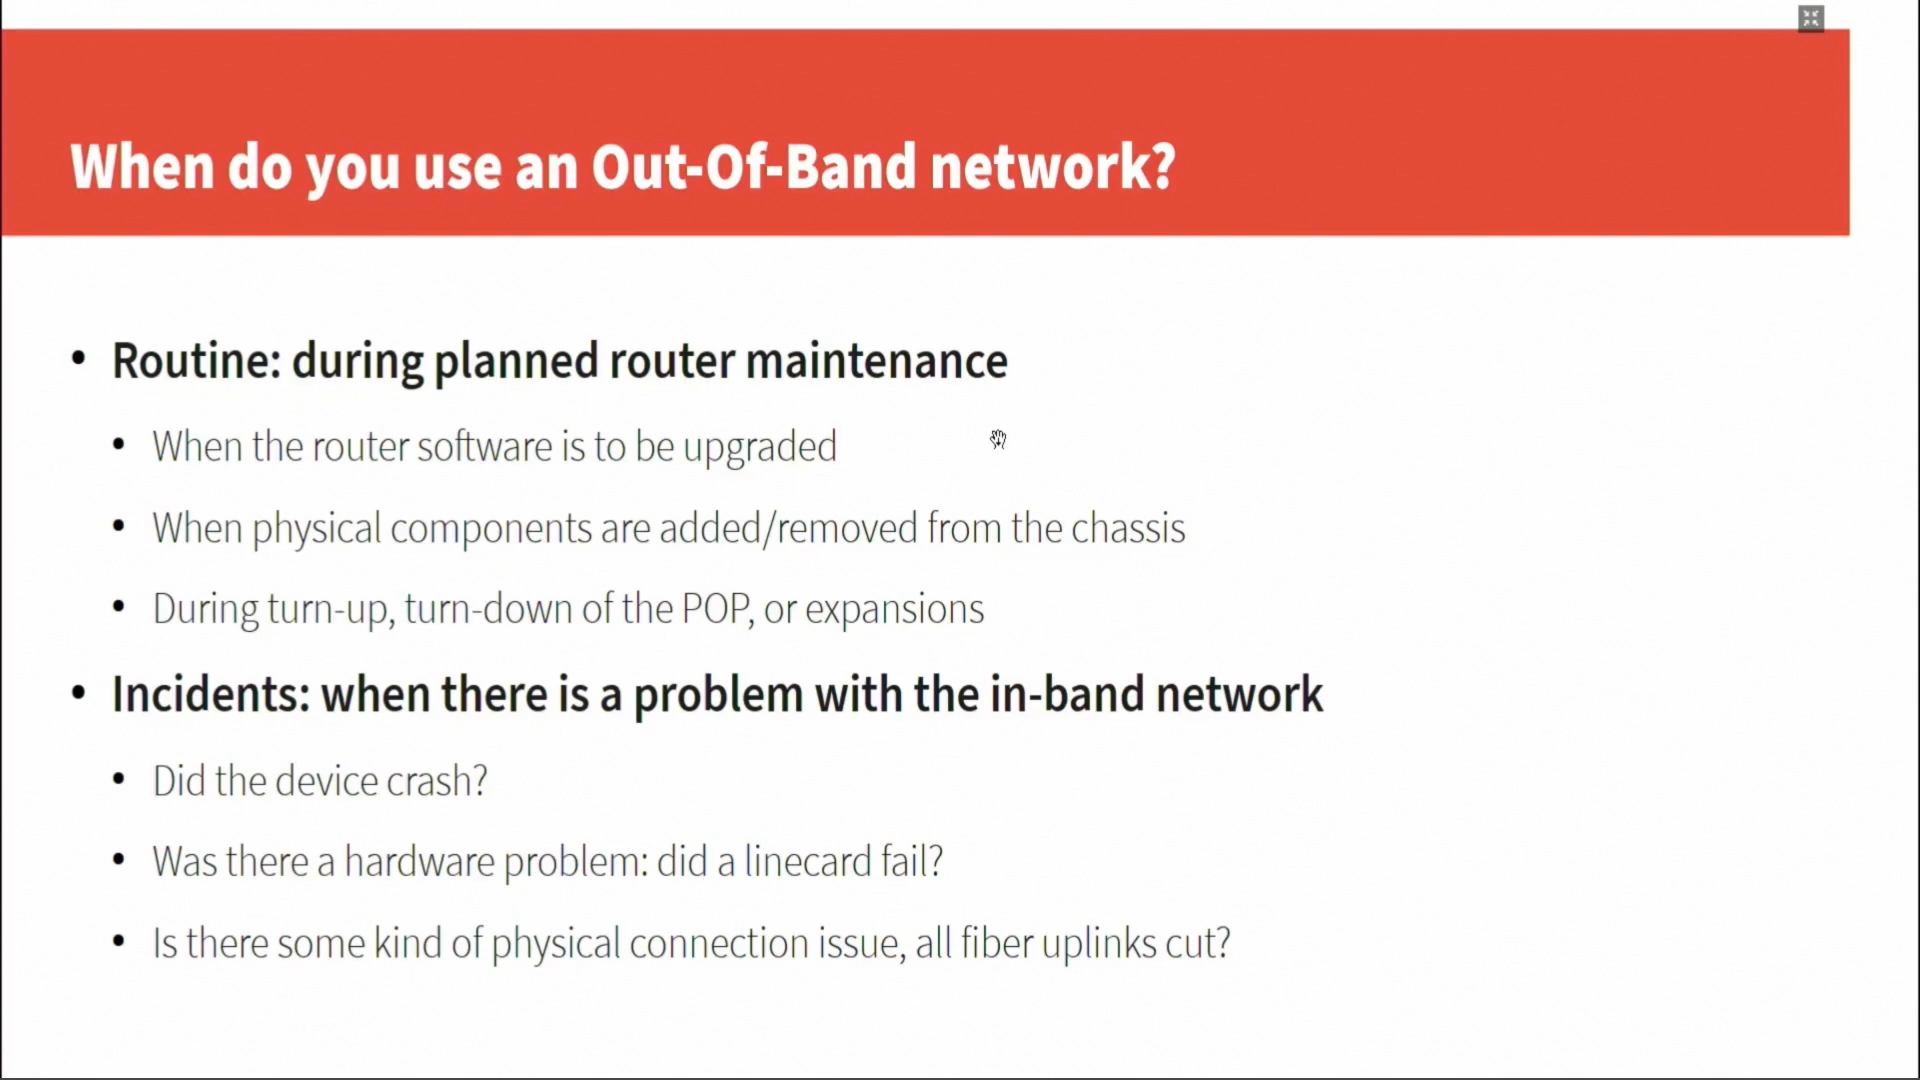 When do you use an Out-Of-Band network?
• Routine: during planned router maintenance
• When the router software is to be upgraded
• When physical components are added/removed from the chassis
• During turn-up, turn-down of the POP, or expansions
• Incidents: when there is a problem with the in-band network
• Did the device crash?
• Was there a hardware problem: did a linecard fail?
• Is there some kind of physical connection issue, all fiber uplinks cut?